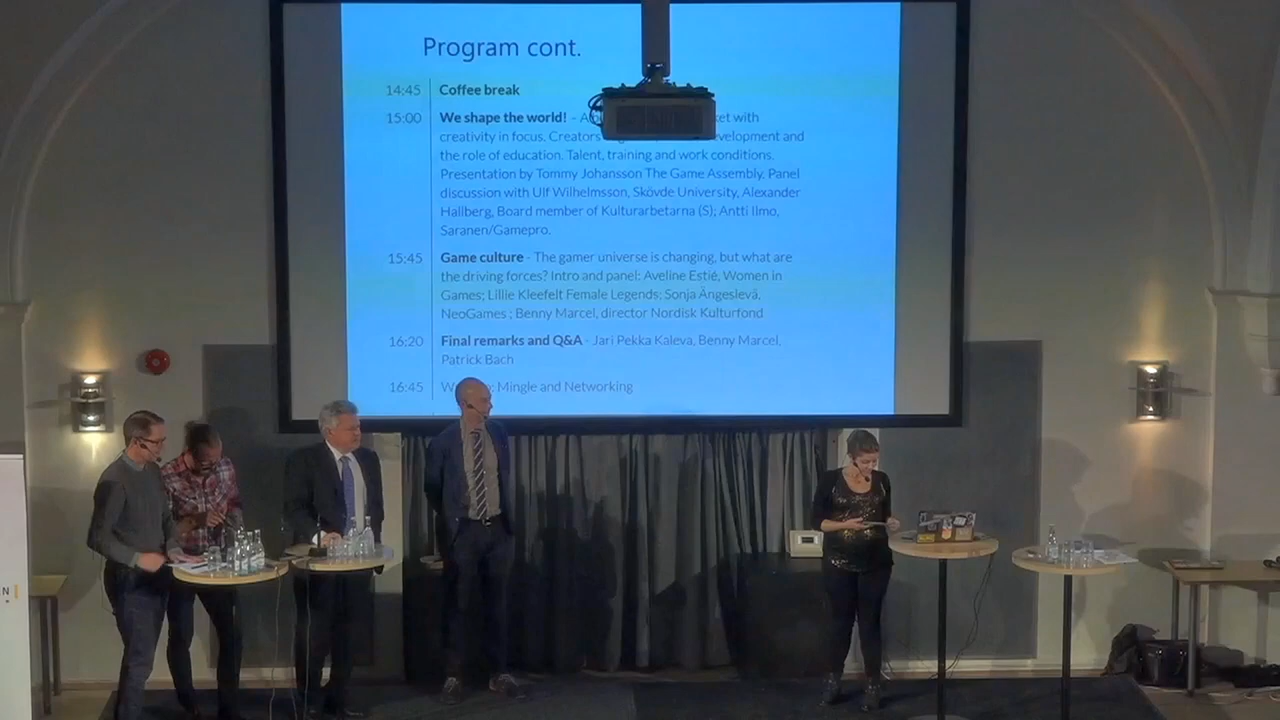 Program cont.
14:45 Coffee break
15:00 We shape the world! - ket with
creativity in focus. Creators velopment and
the role of education. Talent, training and work conditions.
Presentation by Tommy Johansson The Game Assembly. Panel
discussion with Ulf Wilhelmsson, Skövde University, Alexander
Hallberg, Board member of Kulturarbetarna (S); Antti Ilmo,
Saranen/Gamepro.
15:45 Game culture - The gamer universe is changing, but what are
the driving forces? Intro and panel: Aveline Estié, Women in
Games; Lillie Kleefelt Female Legends; Sonja Ängeslevä,
NeoGames ; Benny Marcel, director Nordisk Kulturfond
16:20 Final remarks and Q&A - Jari Pekka Kaleva, Benny Marcel,
Patrick Bach
16:45 Mingle and Networking
N